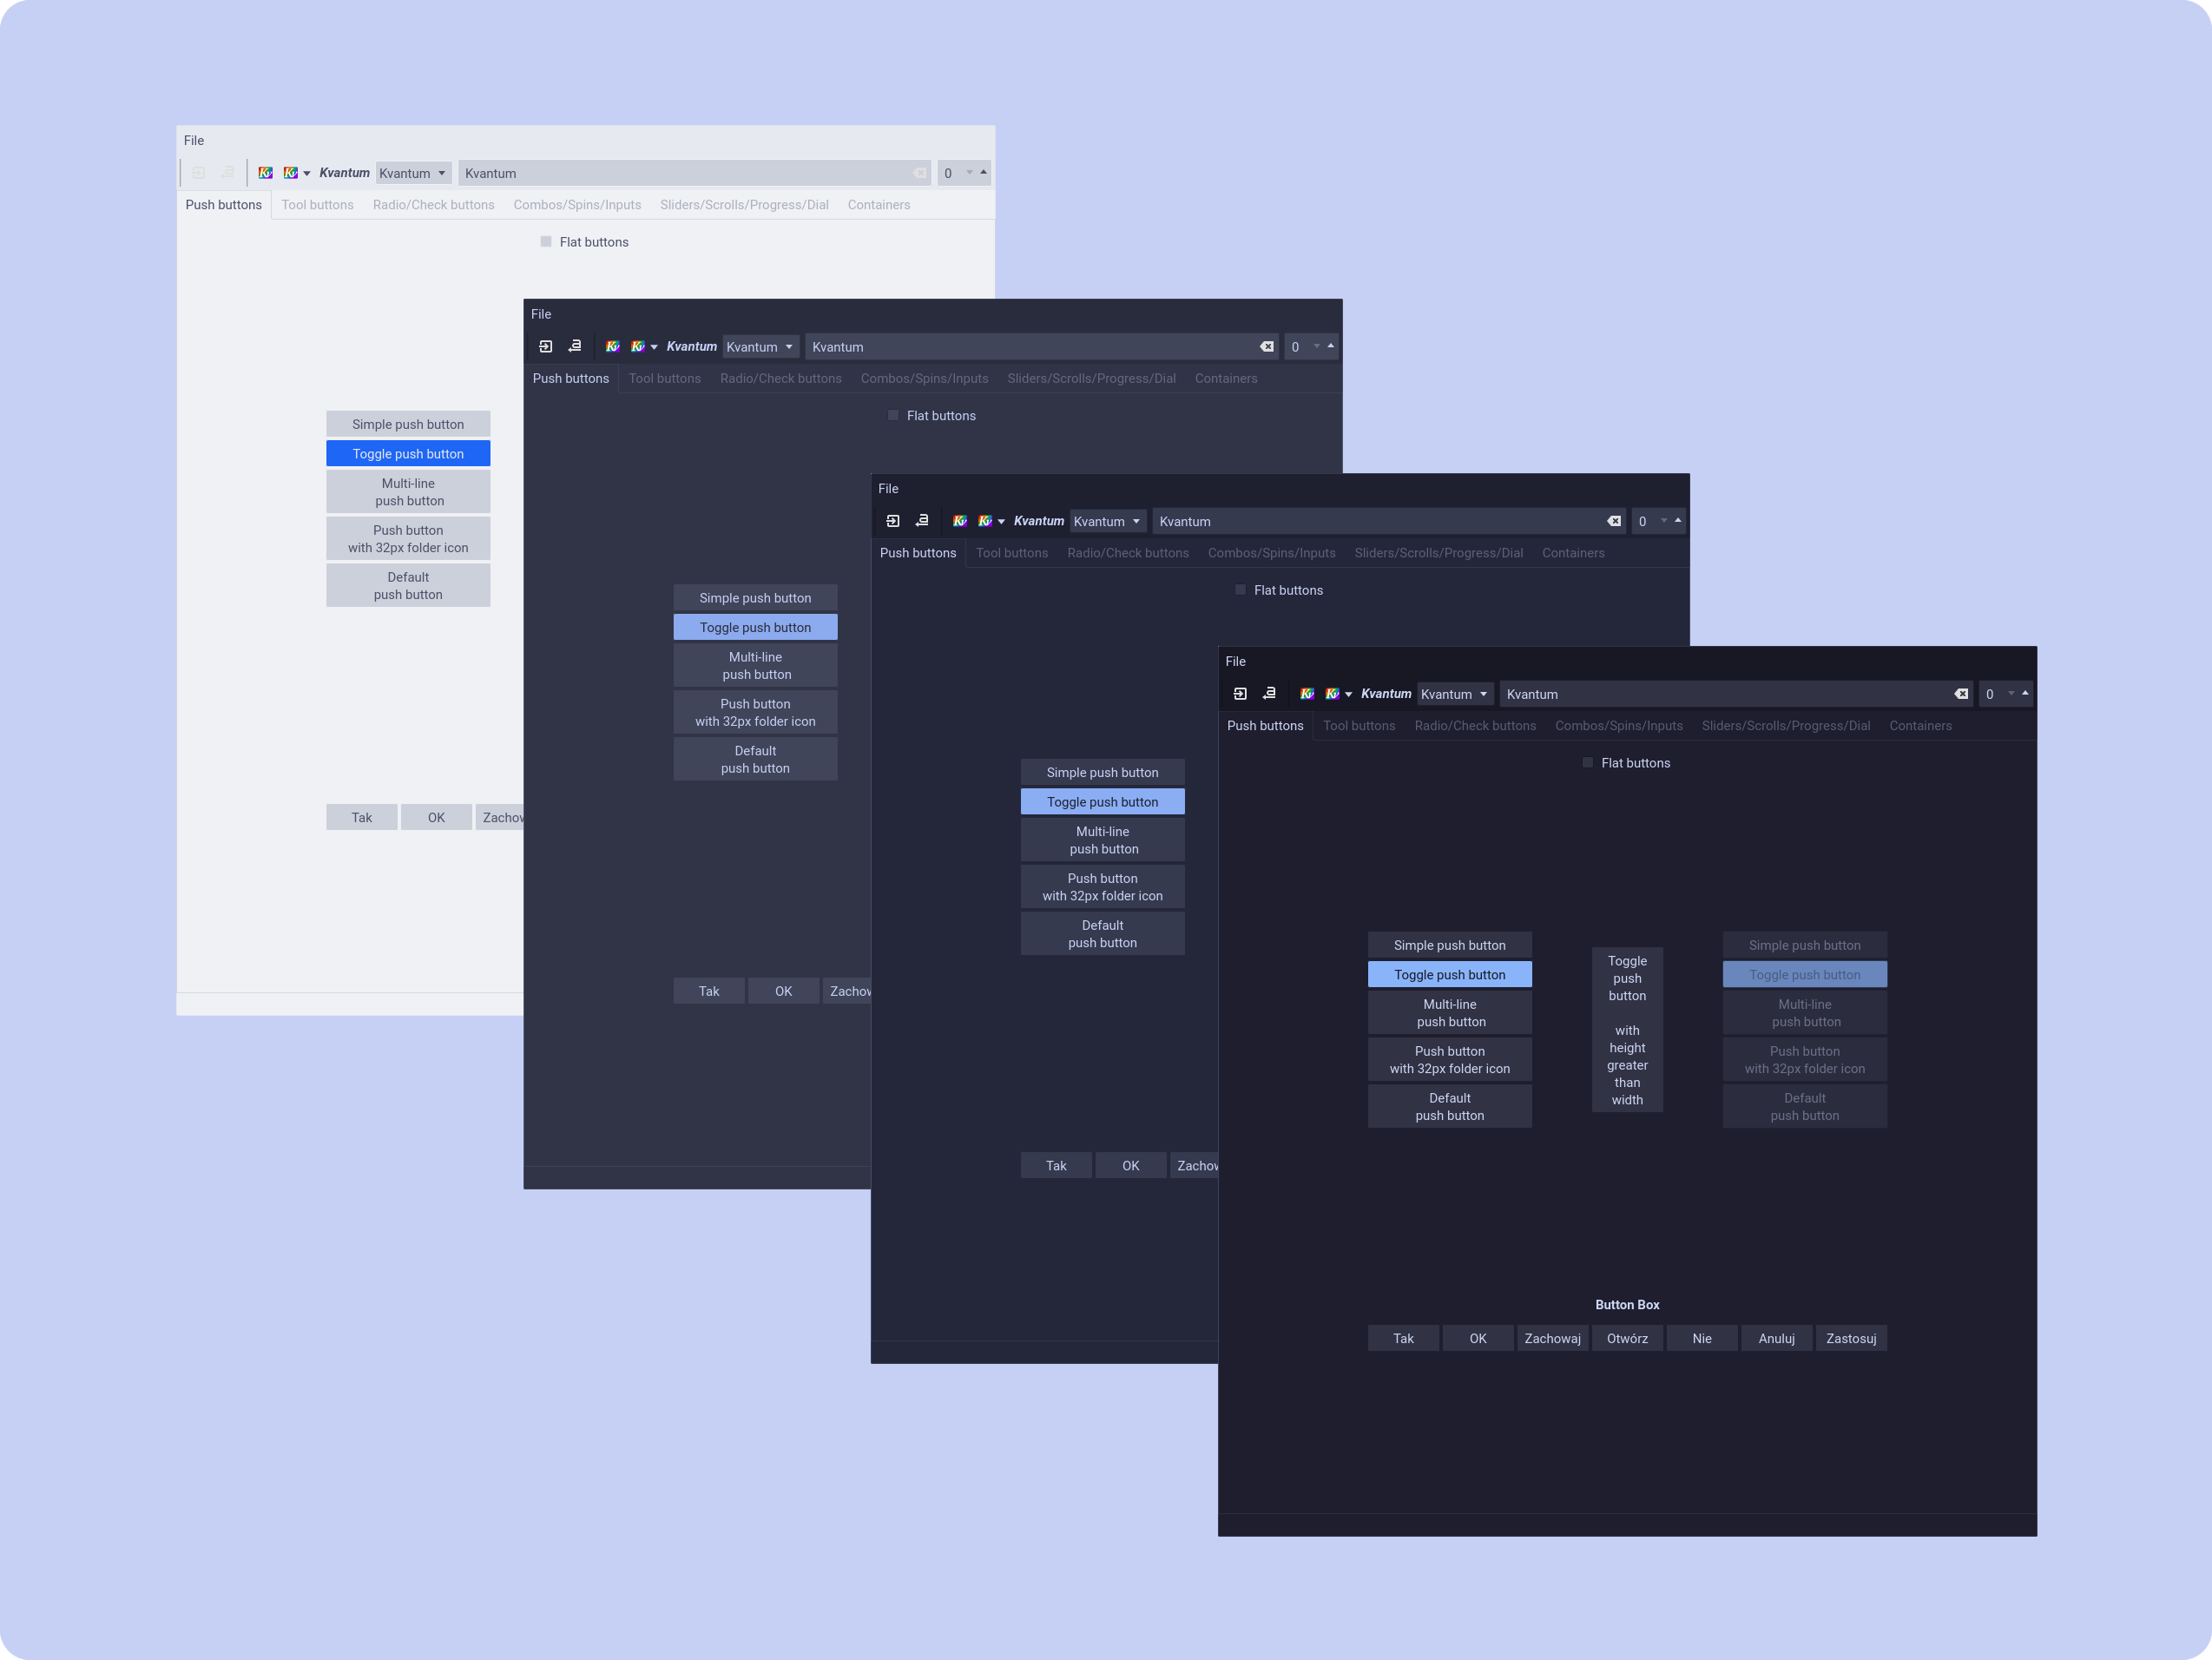 File
Kvantum Kvantum Kvantum 0
Push buttons Tool buttons Radio/Check buttons Combos/Spins/Inputs Sliders/Scrolls/Progress/Dial Containers
Flat buttons
Simple push button
Toggle push button
Multi-line
push button
Push button
with 32px folder icon
Default
push button
Tak OK
File
Kvantum Kvantum Kvantum 0
Push buttons Tool buttons Radio/Check buttons Combos/Spins/Inputs Sliders/Scrolls/Progress/Dial Containers
Flat buttons
Simple push button
Toggle push button
Multi-line
push button
Push button
with 32px folder icon
Default
push button
Tak OK
File
Kvantum Kvantum Kvantum 0
Push buttons Tool buttons Radio/Check buttons Combos/Spins/Inputs Sliders/Scrolls/Progress/Dial Containers
Flat buttons
Simple push button
Toggle push button
Multi-line
push button
Push button
with 32px folder icon
Default
push button
Tak OK
File
Kvantum Kvantum Kvantum 0
Push buttons Tool buttons Radio/Check buttons Combos/Spins/Inputs Sliders/Scrolls/Progress/Dial Containers
Flat buttons
Simple push button
Toggle push button
Multi-line
push button
Push button
with 32px folder icon
Default
push button
Toggle
push
button
with
height
greater
than
width
Simple push button
Toggle push button
Multi-line
push button
Push button
with 32px folder icon
Default
push button
Button Box
Tak OK Zachowaj Otwórz Nie Anuluj Zastosuj